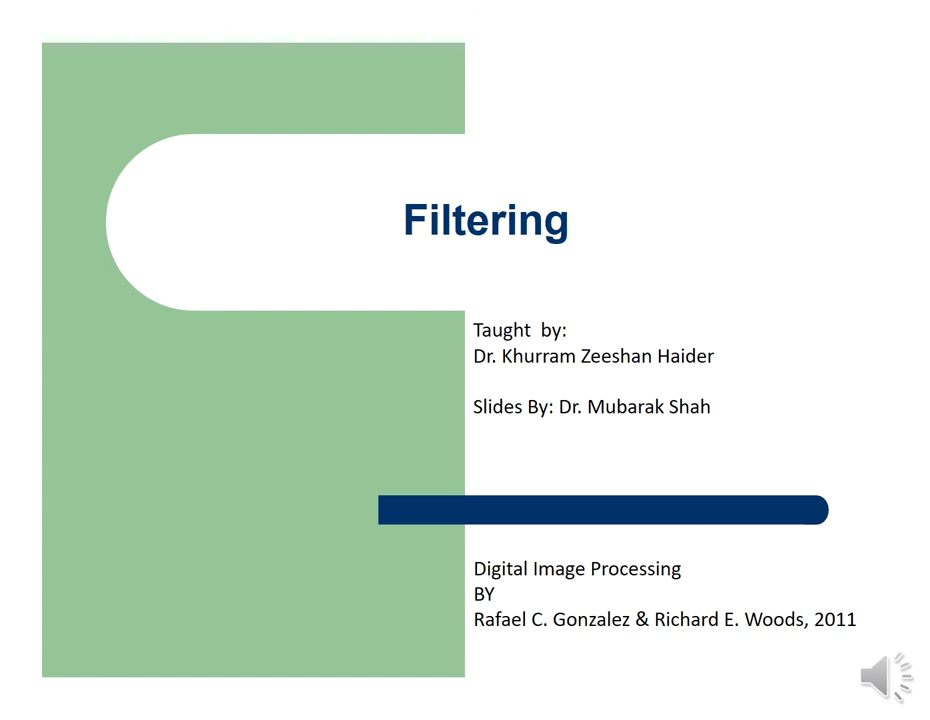 Filtering
Taught by:
Dr. Khurram Zeeshan Haider
Slides By: Dr. Mubarak Shah
Digital Image Processing
BY
Rafael C. Gonzalez & Richard E. Woods, 2011